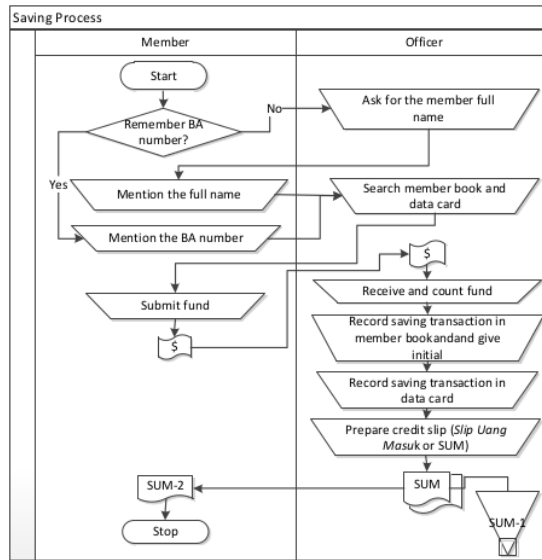 Saving Process
Member
Officer
Start
Remember BA
number?
No
Yes
Ask for the member full
name
Mention the full name
Search member book and
data card
Mention the BA number
$
Submit fund
Receive and count fund
$
Record saving transaction in
member bookandand give
initial
Record saving transaction in
data card
Prepare credit slip (Slip Uang
Masuk or SUM)
SUM-2
SUM
SUM-1
Stop